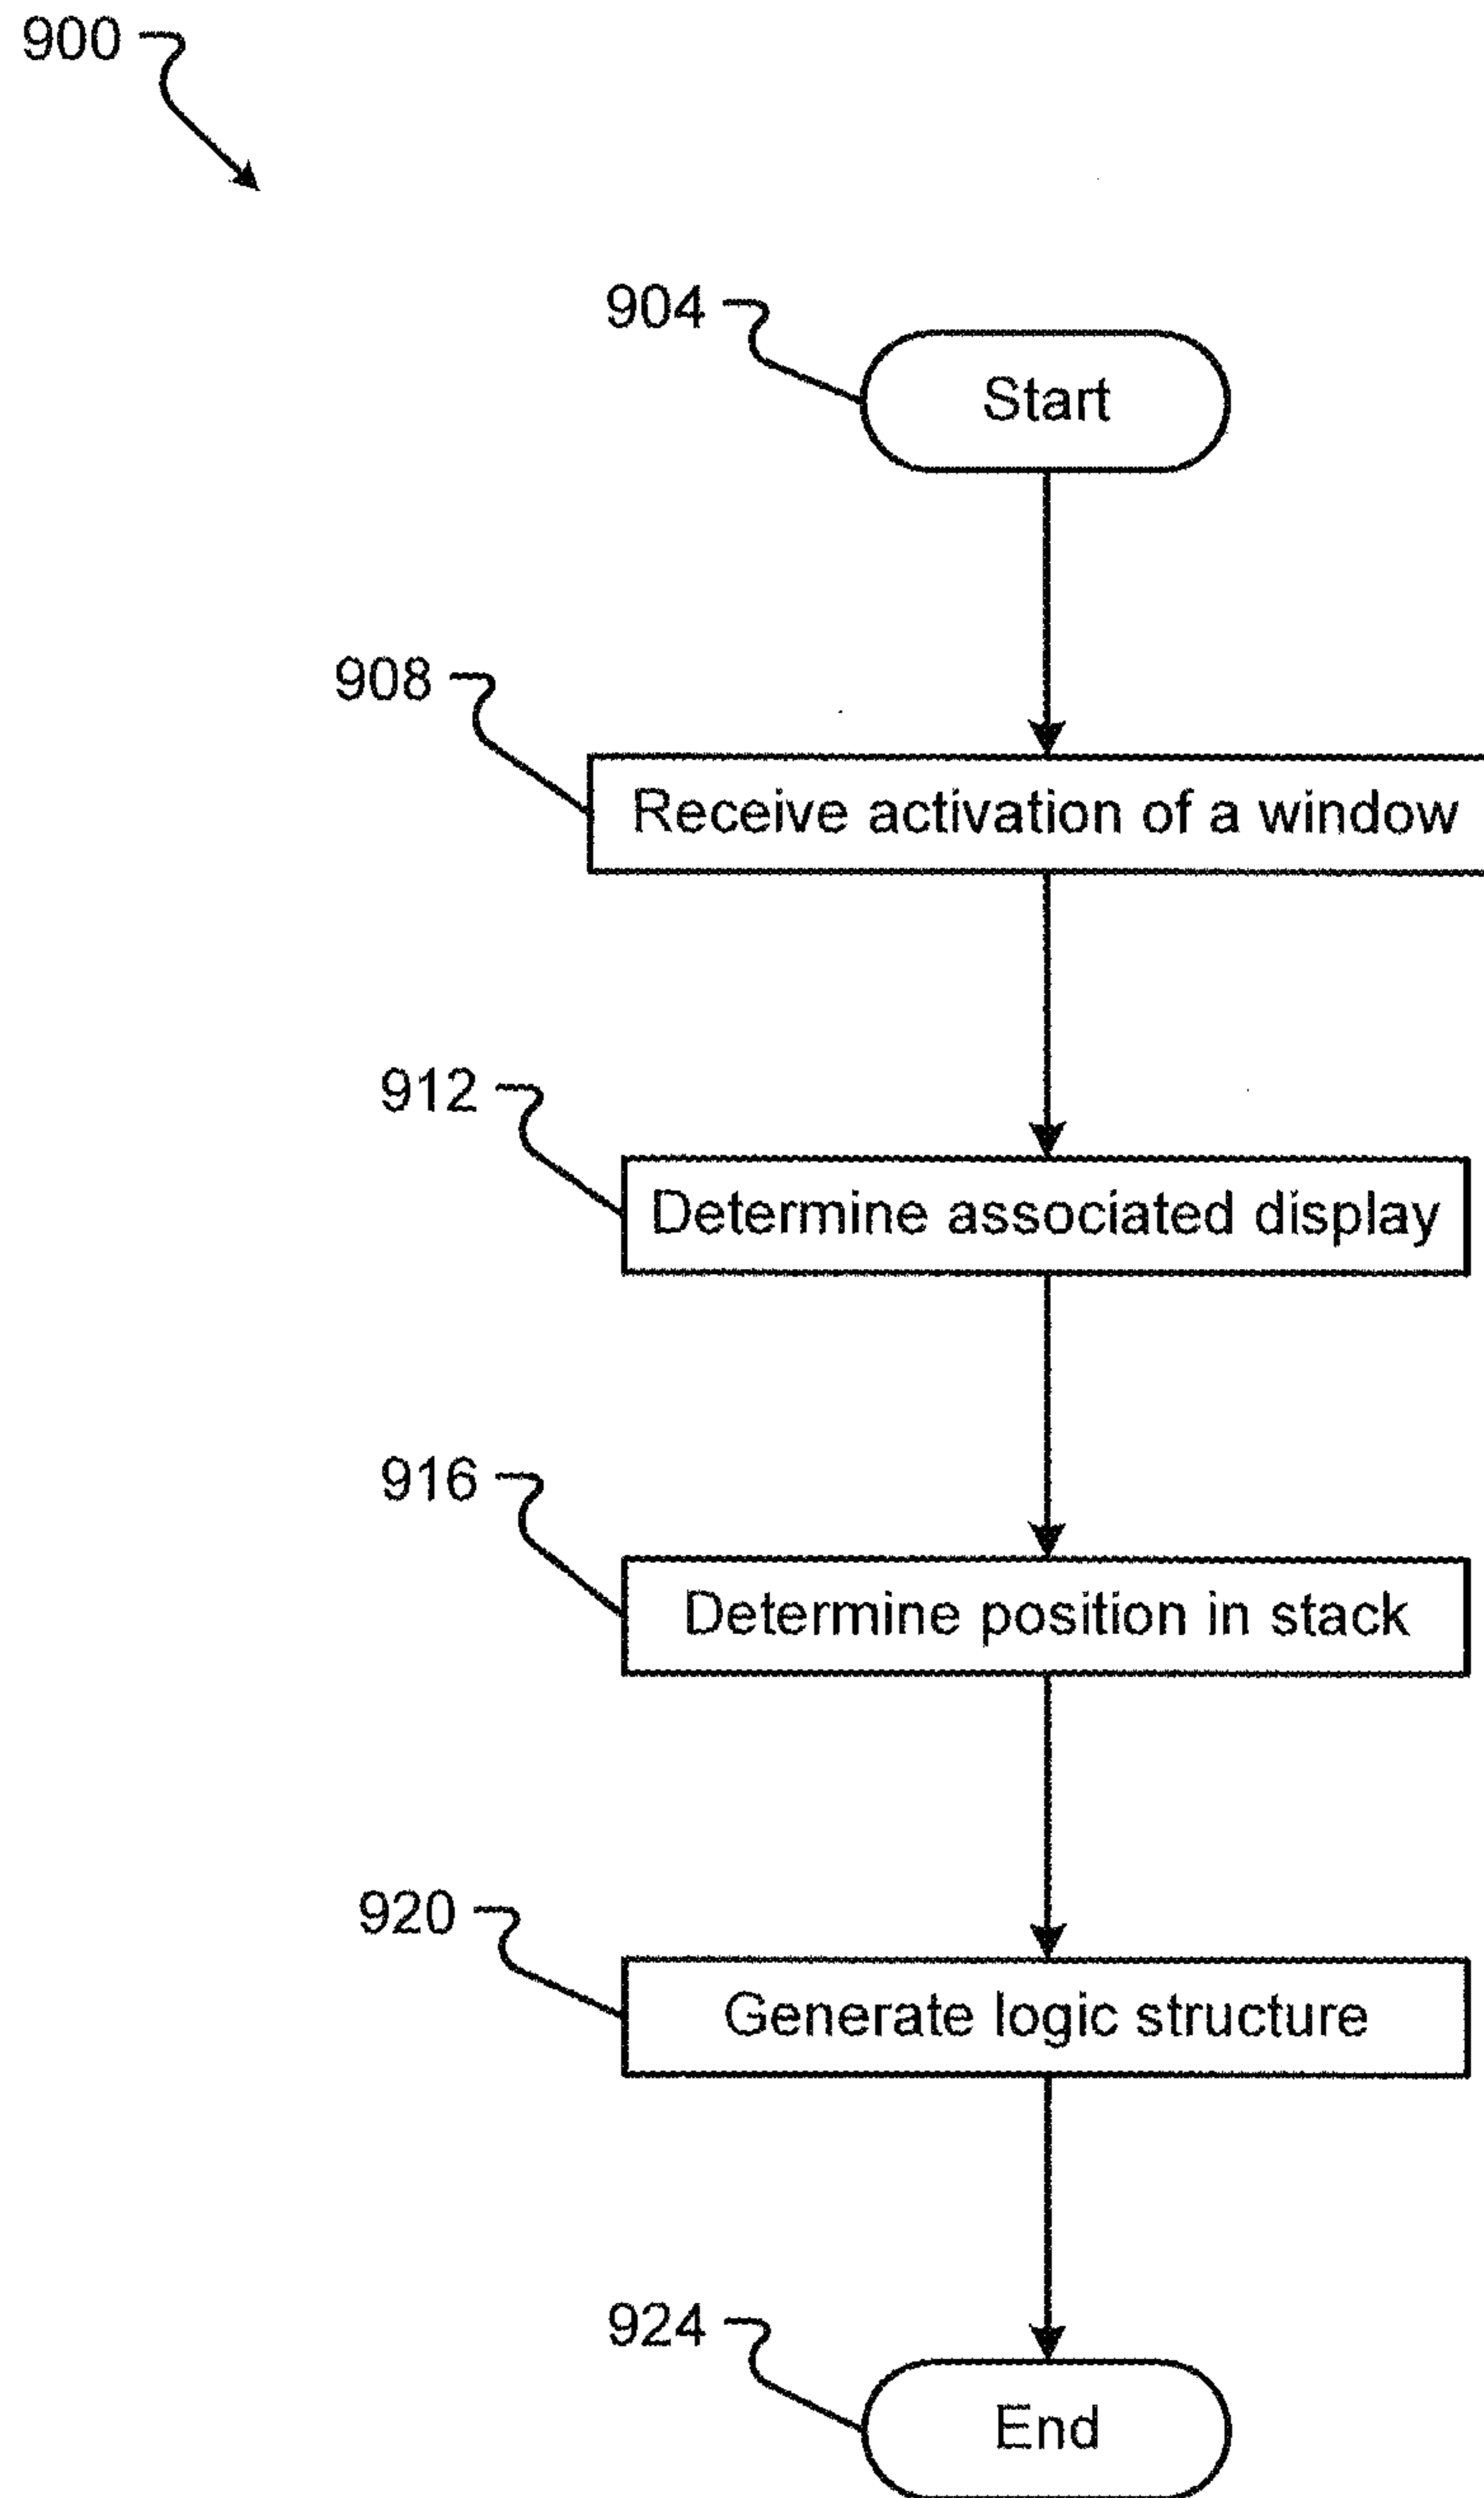 900
904
Start
908
Receive activation of a window
912
Determine associated display
916
Determine position in stack
920
Generate logic structure
924
End